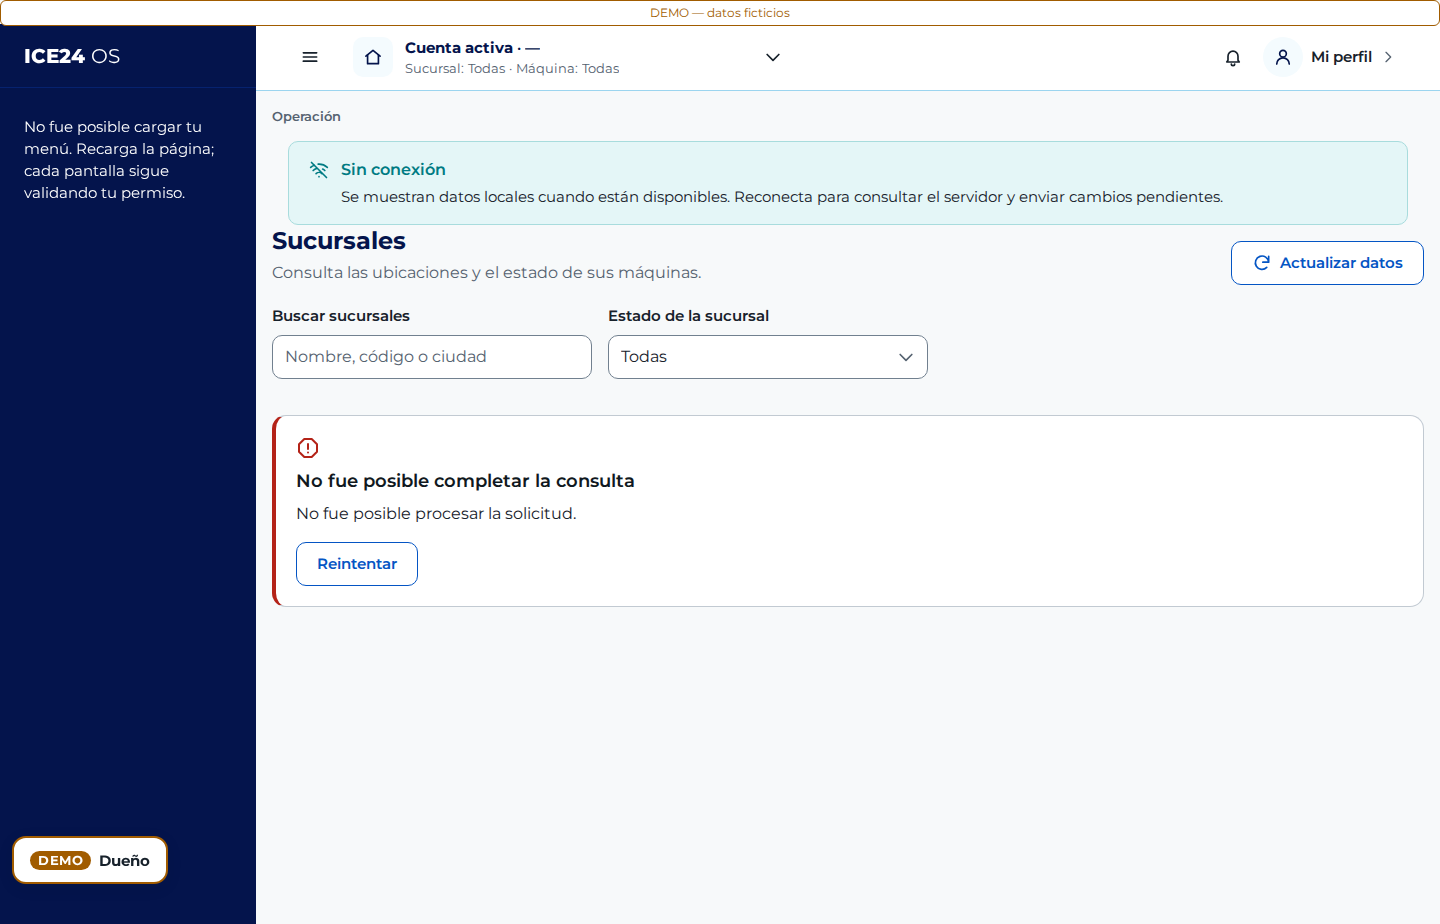 DEMO — datos ficticios
ICE24 OS
Cuenta activa · —
Sucursal: Todas · Máquina: Todas
Mi perfil
No fue posible cargar tu
menú. Recarga la página;
cada pantalla sigue
validando tu permiso.
Operación
Sin conexión
Se muestran datos locales cuando están disponibles. Reconecta para consultar el servidor y enviar cambios pendientes.
Sucursales
Consulta las ubicaciones y el estado de sus máquinas.
Actualizar datos
Buscar sucursales
Estado de la sucursal
Nombre, código o ciudad
Todas
No fue posible completar la consulta
No fue posible procesar la solicitud.
Reintentar
DEMO Dueño